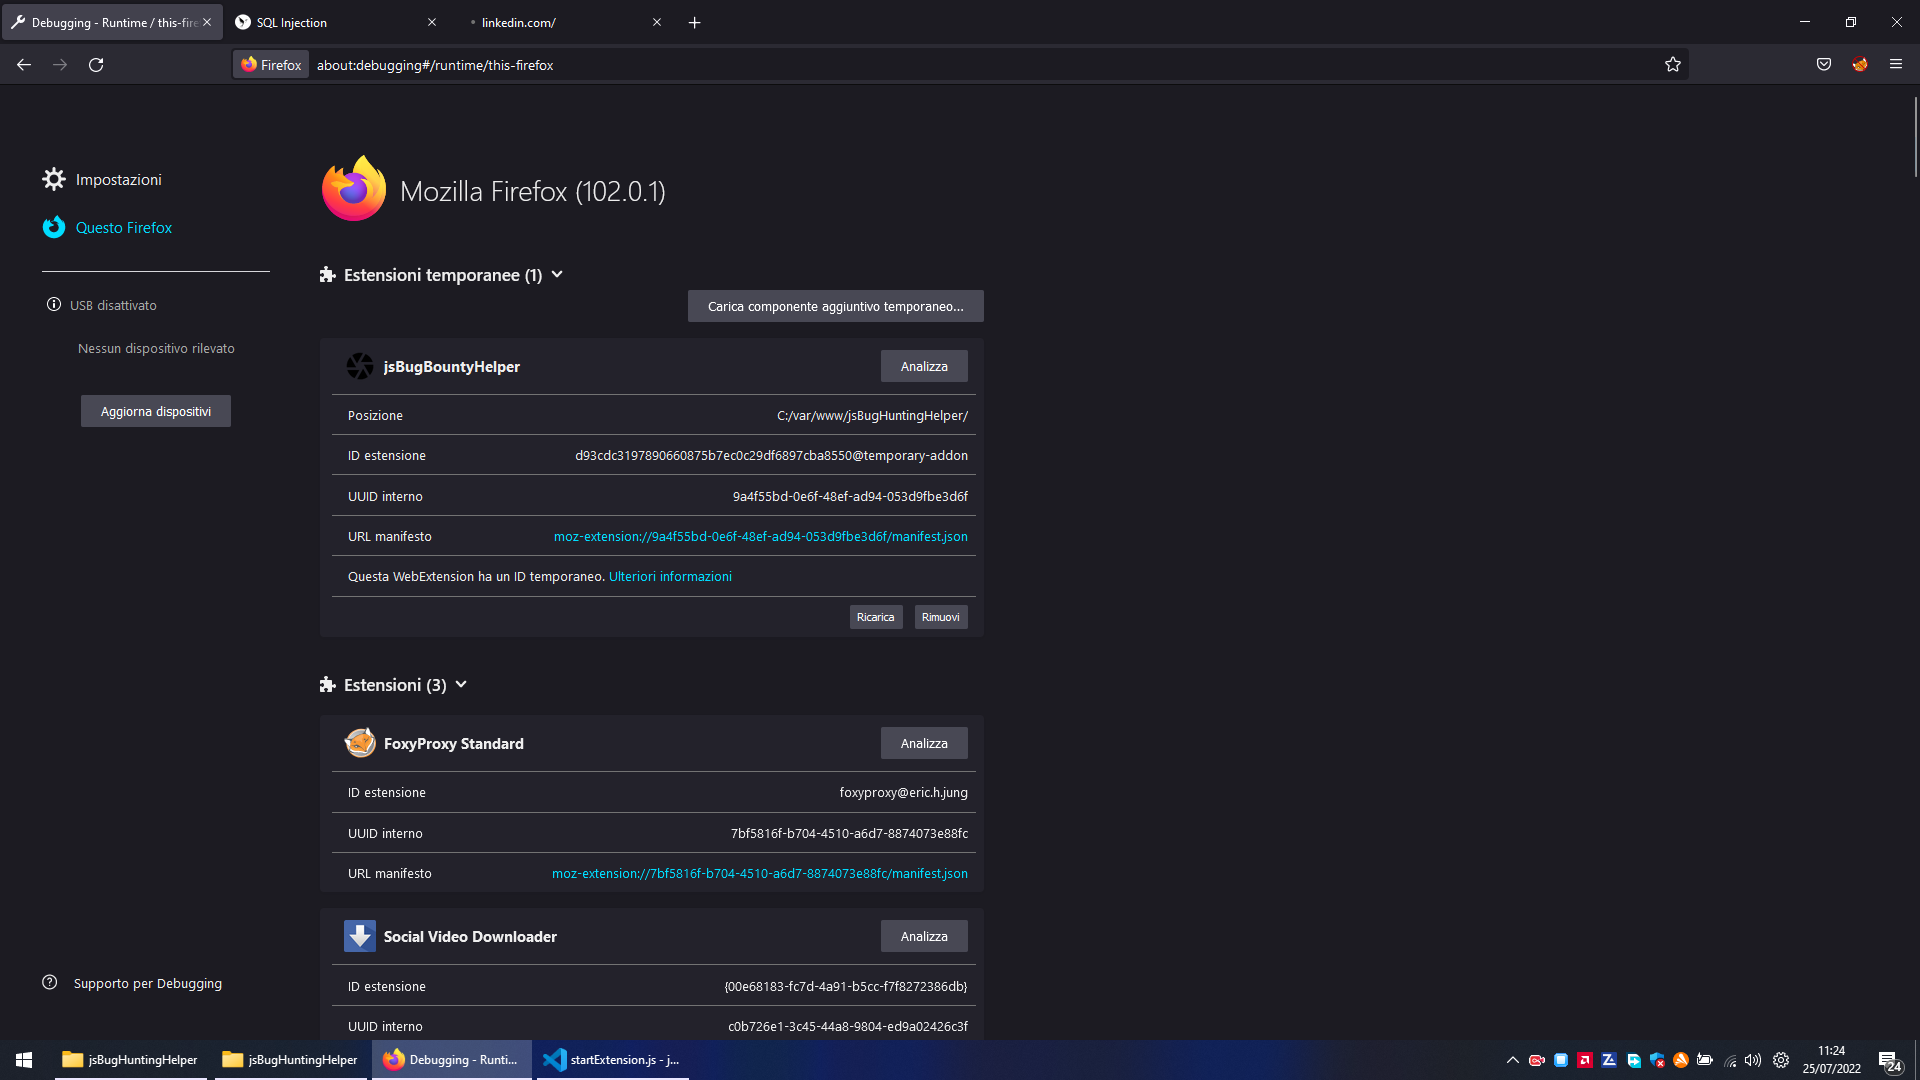 Debugging - Runtime / this-fire
SQL Injection
linkedin.com/
Firefox
about:debugging#/runtime/this-firefox
Impostazioni
Questo Firefox
USB disattivato
Nessun dispositivo rilevato
Aggiorna dispositivi
Supporto per Debugging
Mozilla Firefox (102.0.1)
Estensioni temporanee (1)
Carica componente aggiuntivo temporaneo...
jsBugBountyHelper
Analizza
Posizione
C:/var/www/jsBugHuntingHelper/
ID estensione
d93cdc3197890660875b7ec0c29df6897cba8550@temporary-addon
UUID interno
9a4f55bd-0e6f-48ef-ad94-053d9fbe3d6f
URL manifesto
moz-extension://9a4f55bd-0e6f-48ef-ad94-053d9fbe3d6f/manifest.json
Questa WebExtension ha un ID temporaneo. Ulteriori informazioni
Ricarica
Rimuovi
Estensioni (3)
FoxyProxy Standard
Analizza
ID estensione
foxyproxy@eric.h.jung
UUID interno
7bf5816f-b704-4510-a6d7-8874073e88fc
URL manifesto
moz-extension://7bf5816f-b704-4510-a6d7-8874073e88fc/manifest.json
Social Video Downloader
Analizza
ID estensione
{00e68183-fc7d-4a91-b5cc-f7f8272386db}
UUID interno
c0b726e1-3c45-44a8-9804-ed9a02426c3f
jsBugHuntingHelper
jsBugHuntingHelper
Debugging - Runti...
startExtension.js - j...
11:24
25/07/2022
24